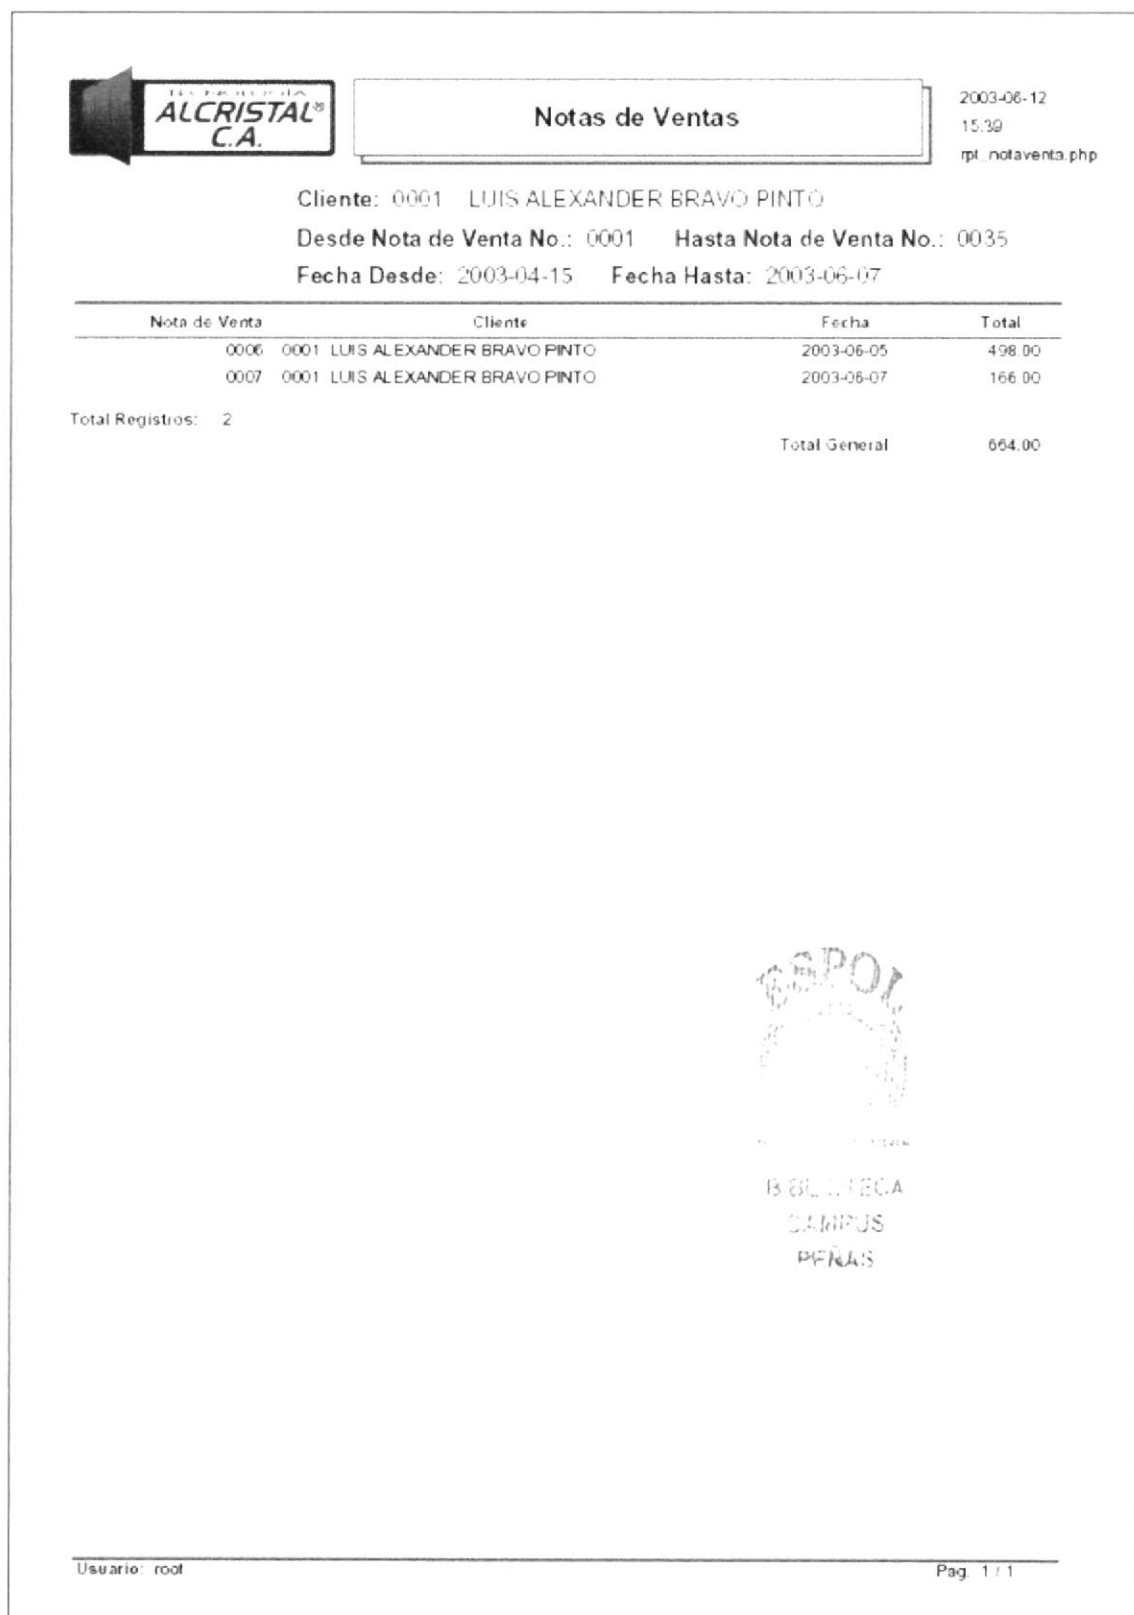 TECNOLOGÍA
ALCRISTAL®
C.A.
Notas de Ventas
2003-06-12
15:39
rpt_notaventa.php
Cliente: 0001 LUIS ALEXANDER BRAVO PINTO
Desde Nota de Venta No.: 0001 Hasta Nota de Venta No.: 0035
Fecha Desde: 2003-04-15 Fecha Hasta: 2003-06-07
Nota de Venta Cliente Fecha Total
0006 0001 LUIS ALEXANDER BRAVO PINTO 2003-06-05 498.00
0007 0001 LUIS ALEXANDER BRAVO PINTO 2003-06-07 166.00
Total Registros: 2
Total General 664.00
ESPOL
BIBLIOTECA
CAMPUS
PEÑAS
Usuario: root Pag. 1 / 1